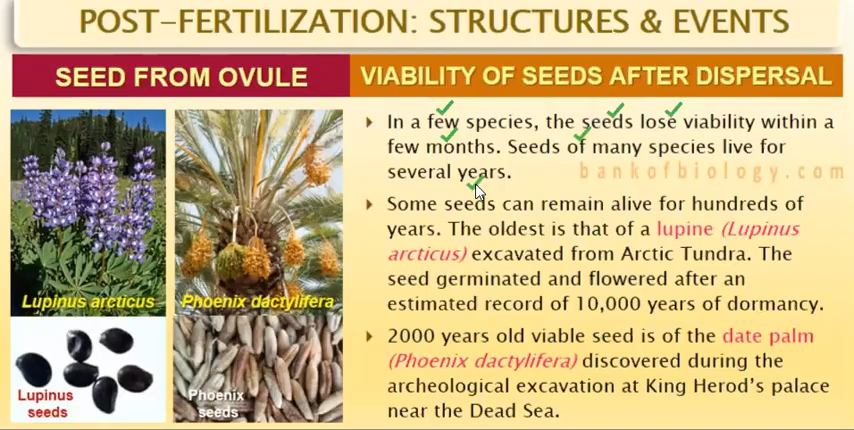 POST-FERTILIZATION: STRUCTURES & EVENTS
SEED FROM OVULE
VIABILITY OF SEEDS AFTER DISPERSAL
In a few species, the seeds lose viability within a
few months. Seeds of many species live for
several years.
bankofbiology.com
Some seeds can remain alive for hundreds of
years. The oldest is that of a lupine (Lupinus
arcticus) excavated from Arctic Tundra. The
seed germinated and flowered after an
estimated record of 10,000 years of dormancy.
2000 years old viable seed is of the date palm
(Phoenix dactylifera) discovered during the
archeological excavation at King Herod's palace
near the Dead Sea.
Lupinus arcticus
Phoenix dactylifera
Lupinus
seeds
Phoenix
seeds